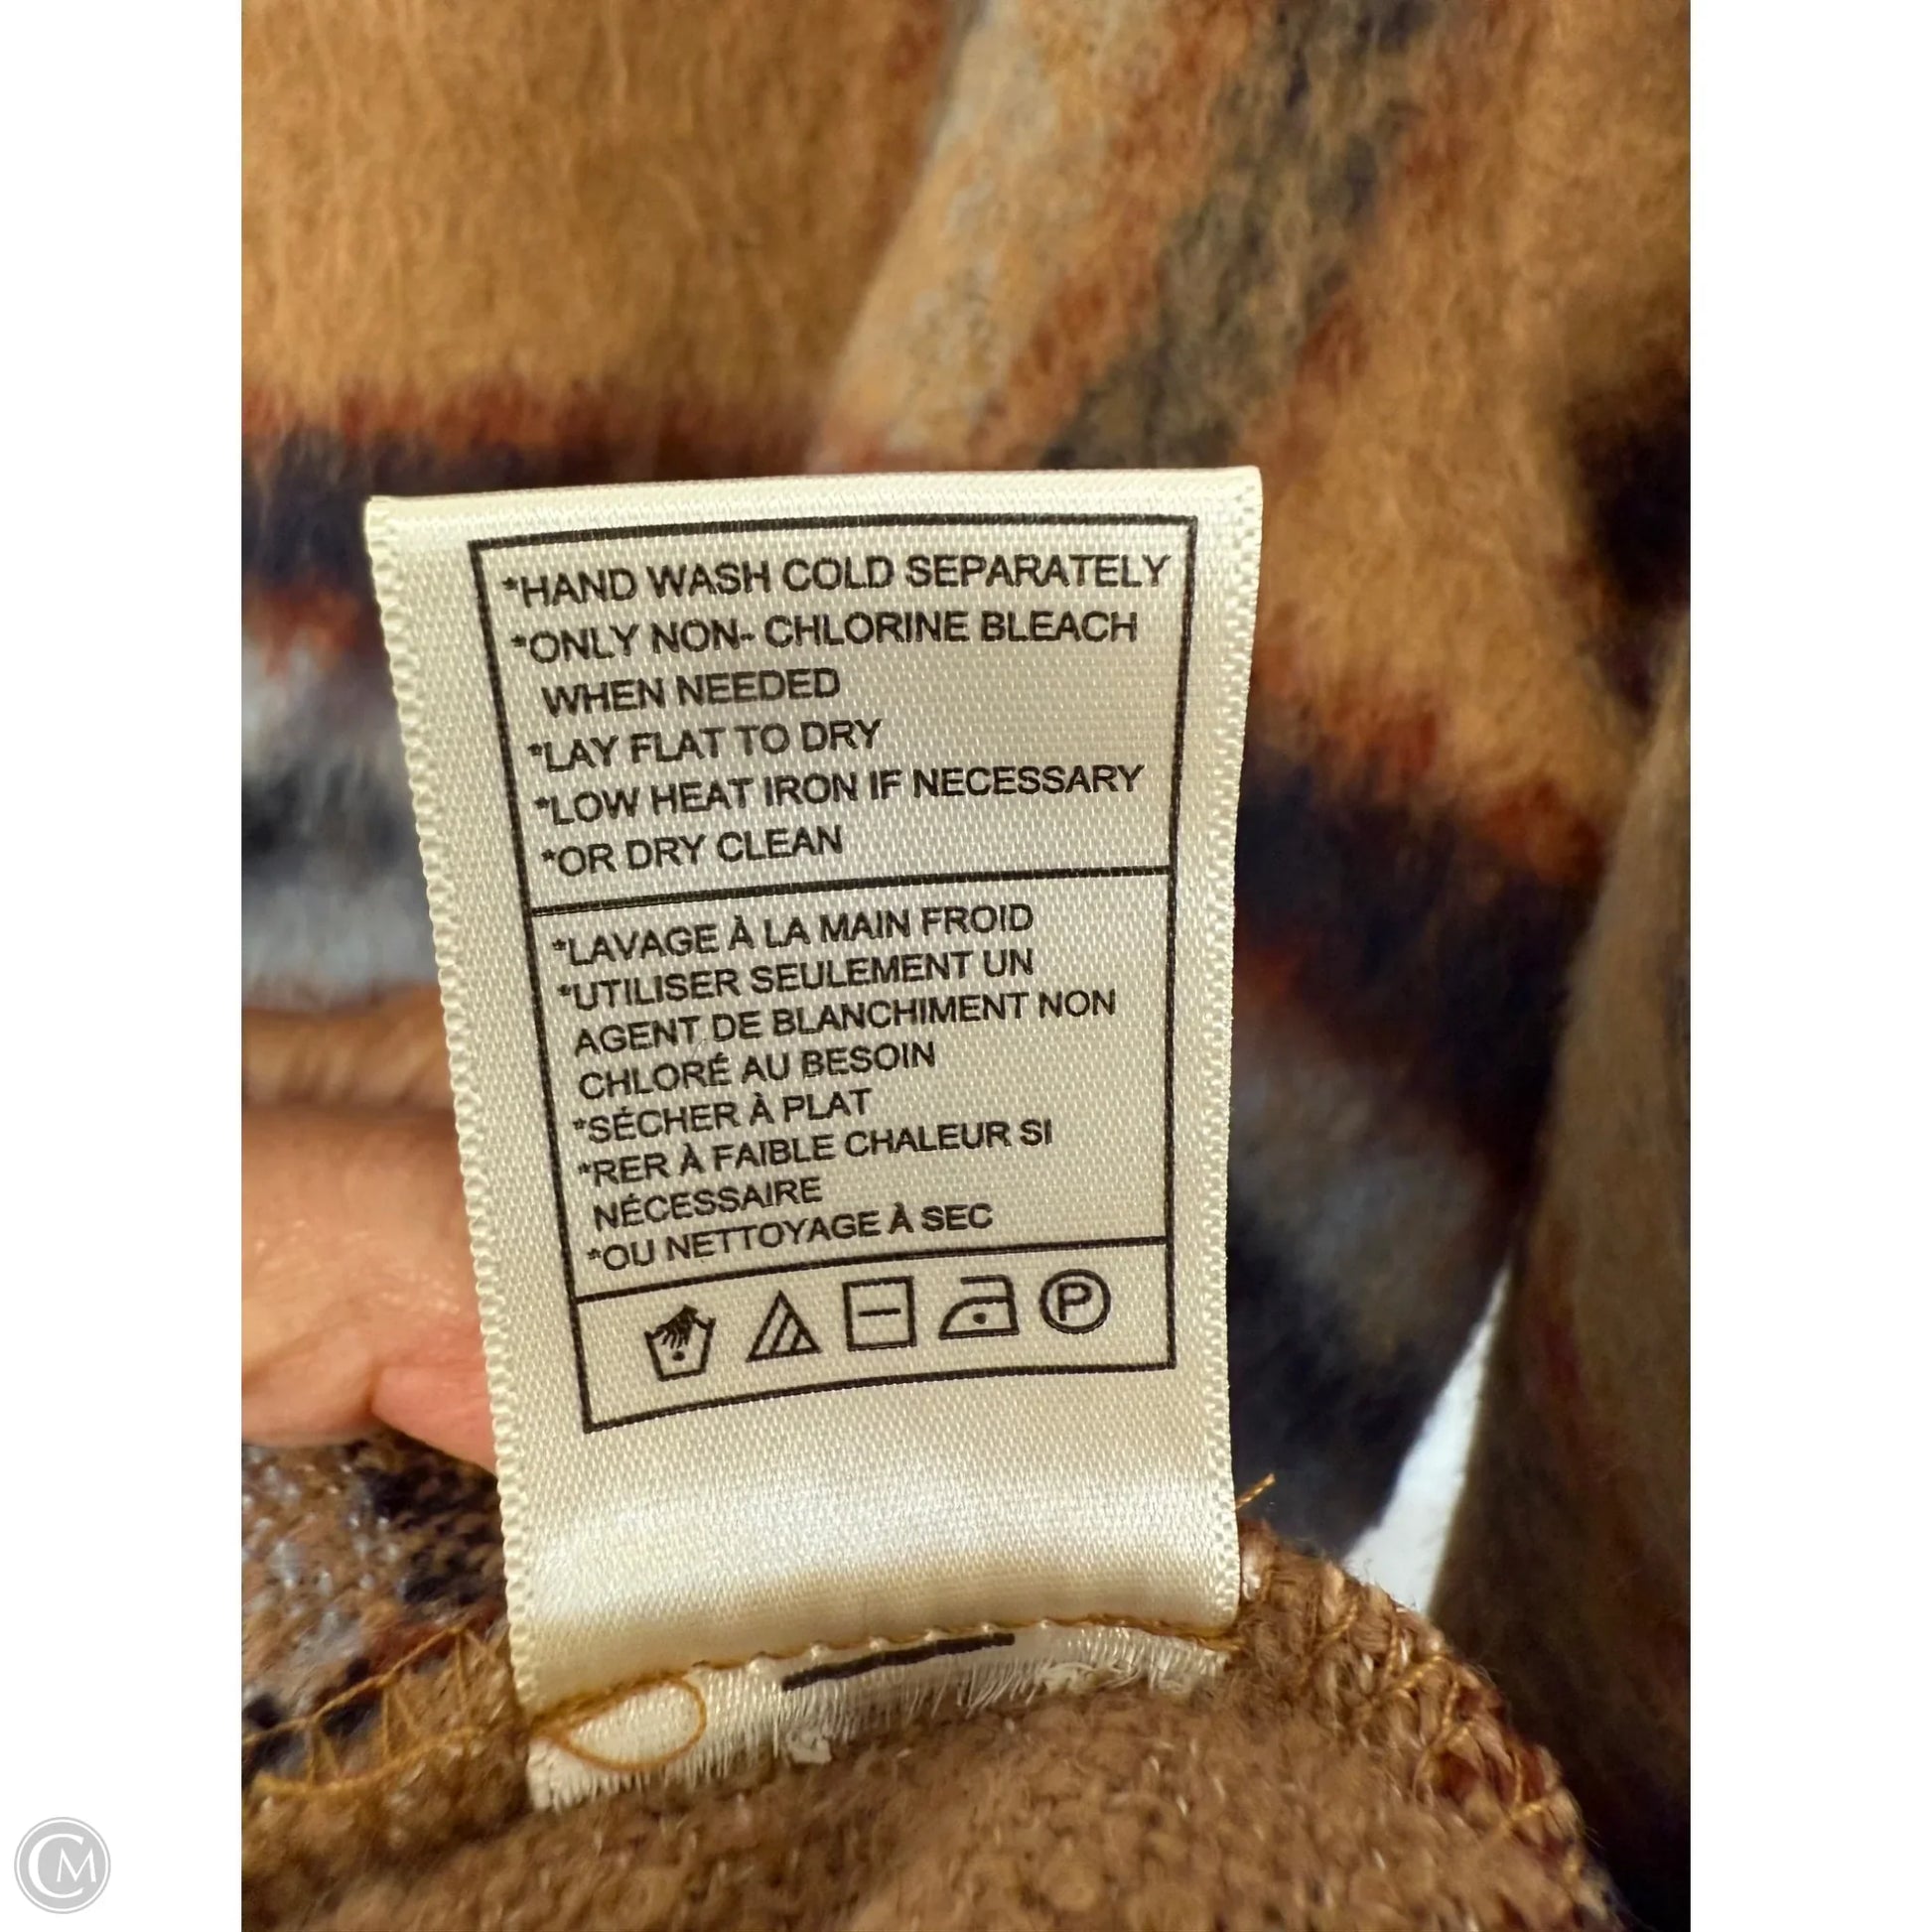 *HAND WASH COLD SEPARATELY
*ONLY NON- CHLORINE BLEACH
WHEN NEEDED
*LAY FLAT TO DRY
*LOW HEAT IRON IF NECESSARY
*OR DRY CLEAN
*LAVAGE À LA MAIN FROID
*UTILISER SEULEMENT UN
AGENT DE BLANCHIMENT NON
CHLORÉ AU BESOIN
*SÉCHER À PLAT
*RER À FAIBLE CHALEUR SI
NÉCESSAIRE
*OU NETTOYAGE À SEC
P
CM